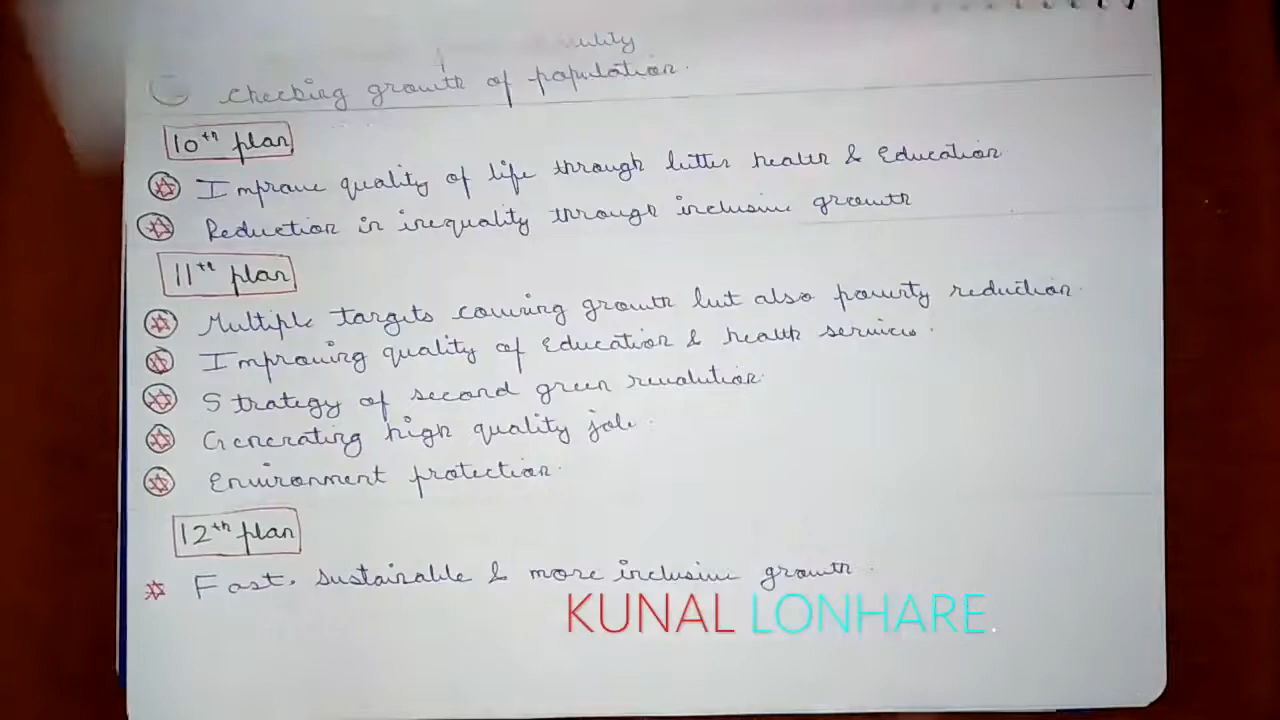 Checking growth of population.
10th plan
Improve quality of life through better health & Education
Reduction in inequality through inclusive growth
11th plan
Multiple targets covering growth but also poverty reduction.
Improving quality of Education & health services.
Strategy of second green revolution.
Generating high quality job.
Environment protection.
12th plan
Fast, sustainable & more inclusive growth.
KUNAL LONHARE.